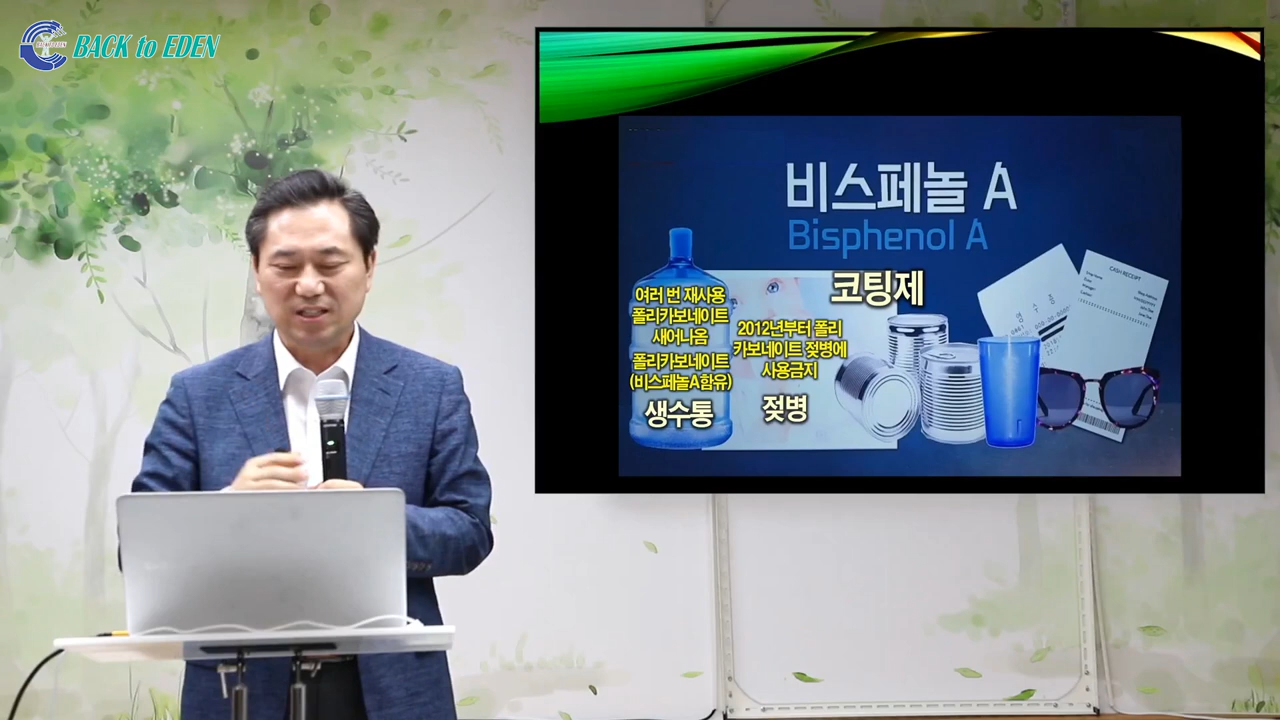 BACK to EDEN
비스페놀 A
Bisphenol A
코팅제
여러 번 재사용
폴리카보네이트
새어나옴
폴리카보네이트
(비스페놀A함유)
생수통
2012년부터 폴리
카보네이트 젖병에
사용금지
젖병
CASH RECEIPT
영수증